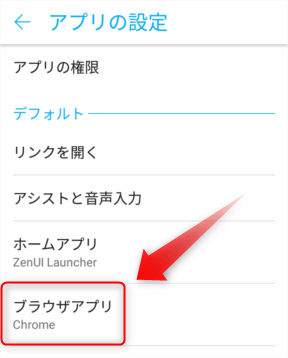 ← アプリの設定
アプリの権限
デフォルト
リンクを開く
アシストと音声入力
ホームアプリ
ZenUI Launcher
ブラウザアプリ
Chrome